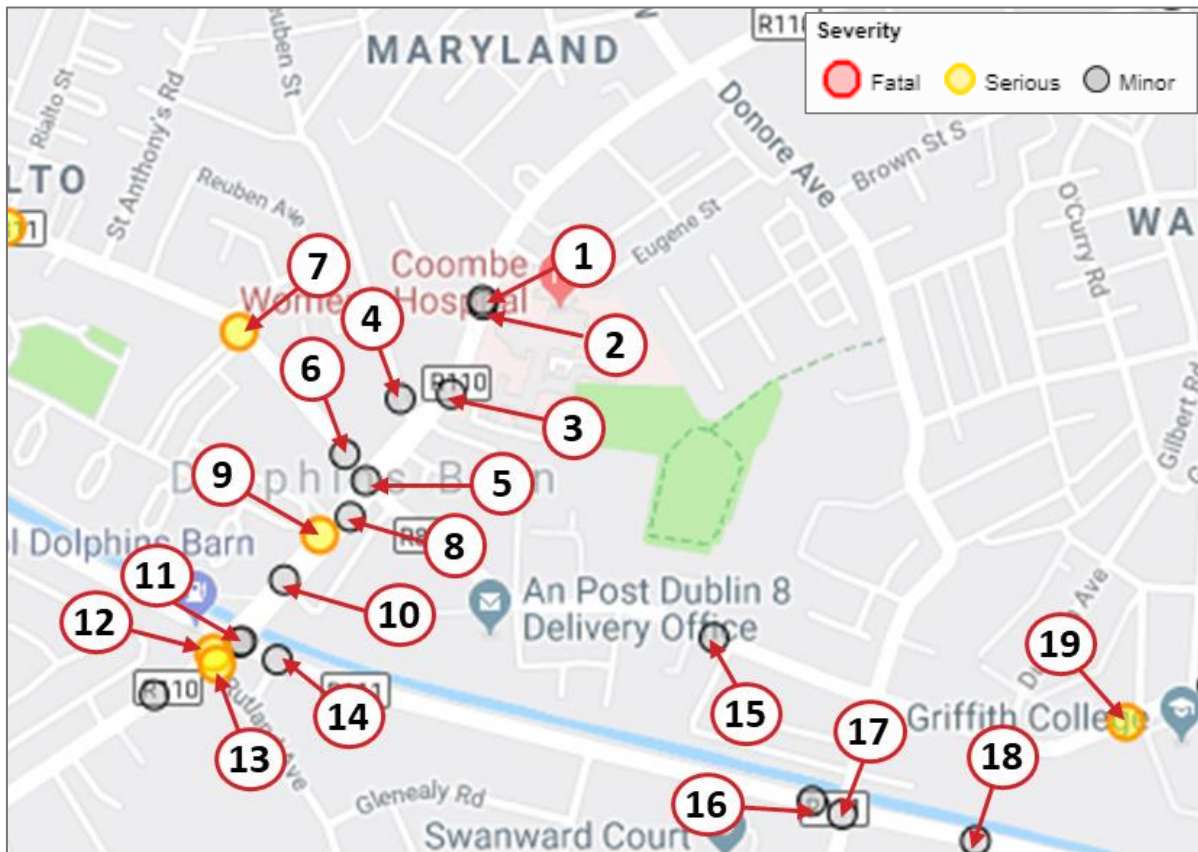 MARYLAND
R11
Severity
Fatal
Serious
Minor
Rialto St
St Anthony's Rd
euben St
Donore Ave
Brown St S
LTO
Reuben Ave
Eugene St
O'Curry Rd
WA
Coombe
Women's Hospital
1
7
4
2
6
R110
3
Gilbert Rd
9
Dolphins Barn
5
l Dolphins Barn
8
11
10
An Post Dublin 8
Delivery Office
12
19
R110
Rutland Ave
14
15
Griffith College
17
13
18
Glenealy Rd
16
Swanward Court